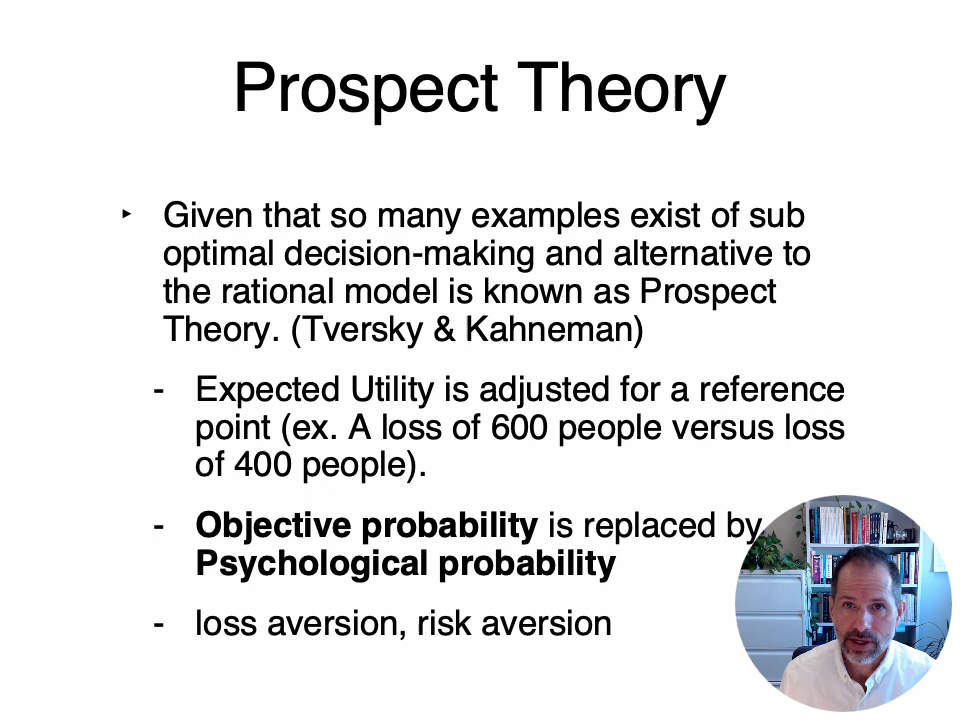 Prospect Theory
‣ Given that so many examples exist of sub
optimal decision-making and alternative to
the rational model is known as Prospect
Theory. (Tversky & Kahneman)
- Expected Utility is adjusted for a reference
point (ex. A loss of 600 people versus loss
of 400 people).
- Objective probability is replaced by
Psychological probability
- loss aversion, risk aversion